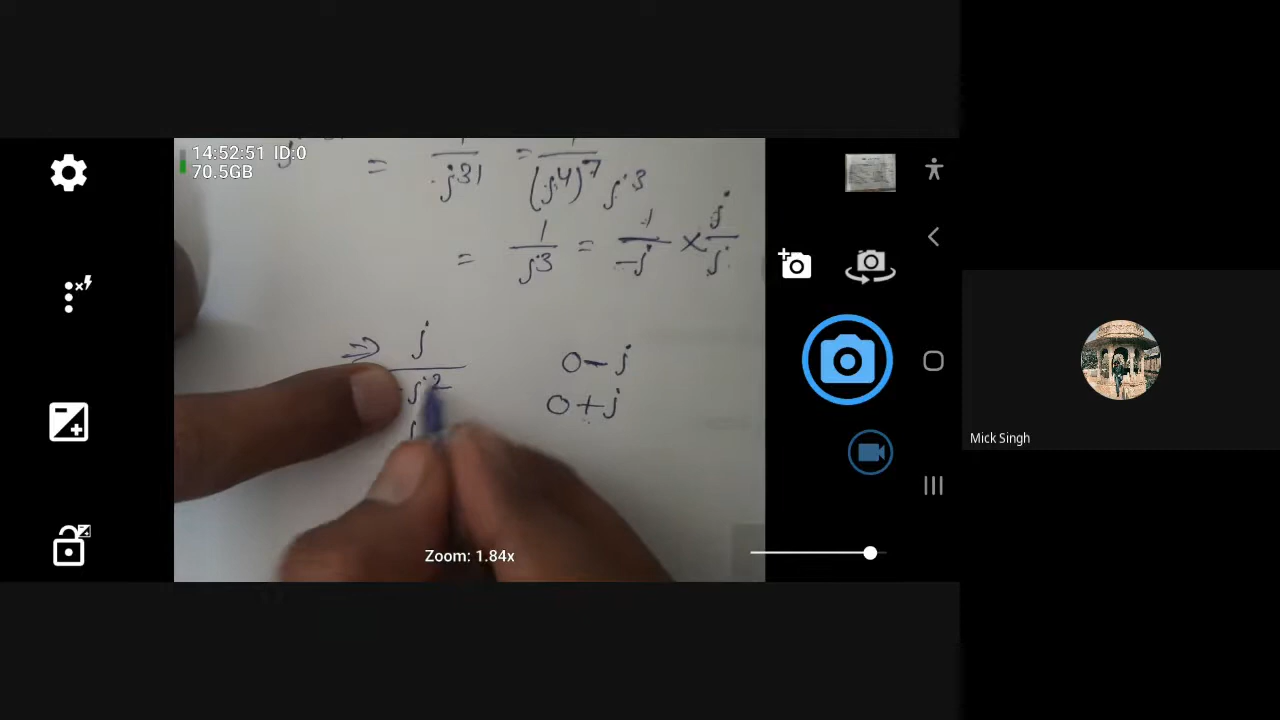 14:52:51 ID:0
70.5GB
= 1/j31 = 1/(j4)7 j3
= 1/j3 = 1/-j × j/j
⇒ j/-j2
0-j
0+j
Zoom: 1.84x
Mick Singh